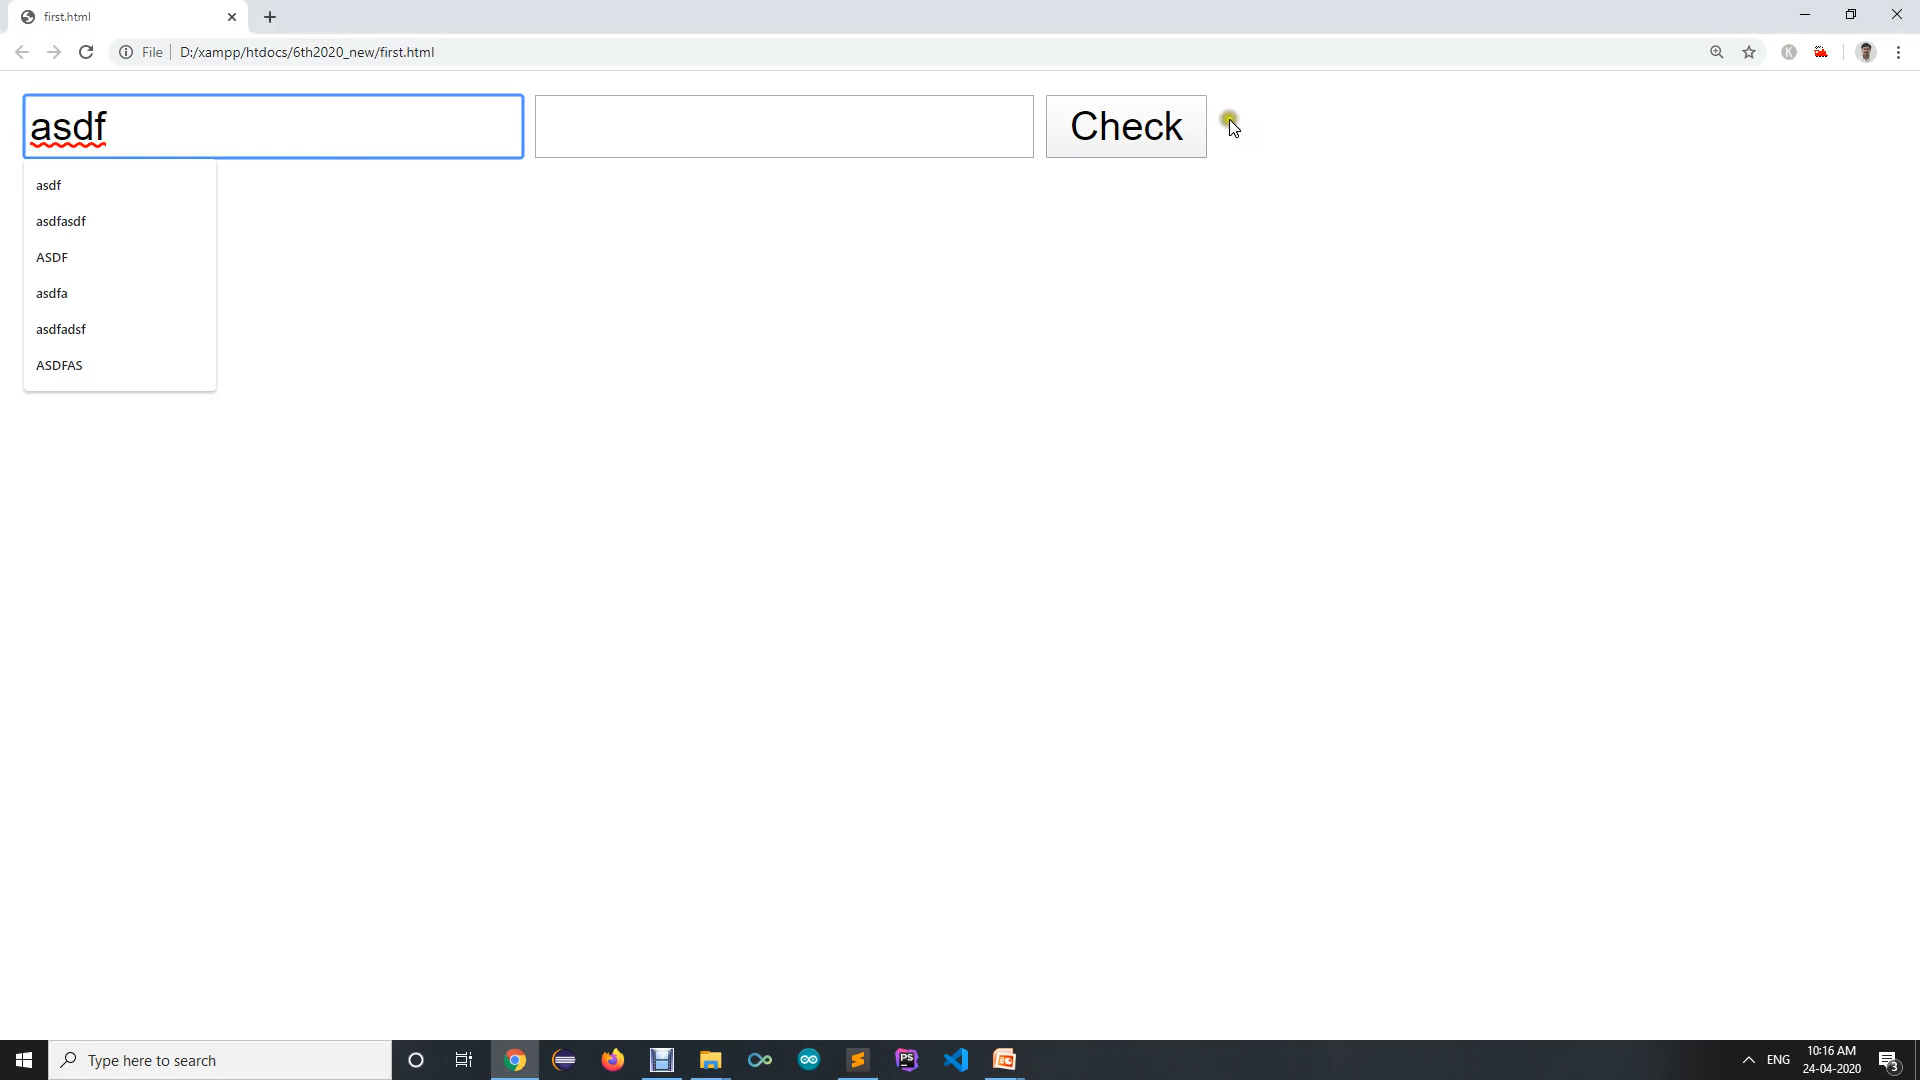 first.html
File
D:/xampp/htdocs/6th2020_new/first.html
K
asdf
Check
asdf
asdfasdf
ASDF
asdfa
asdfadsf
ASDFAS
Type here to search
PS
ENG
10:16 AM
24-04-2020
3